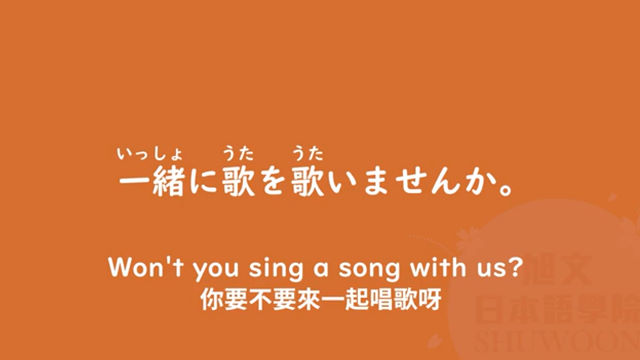 いっしょ うた うた
一緒に歌を歌いませんか。
Won't you sing a song with us?
你要不要來一起唱歌呀
旭文
日本語學院
SHUWOON